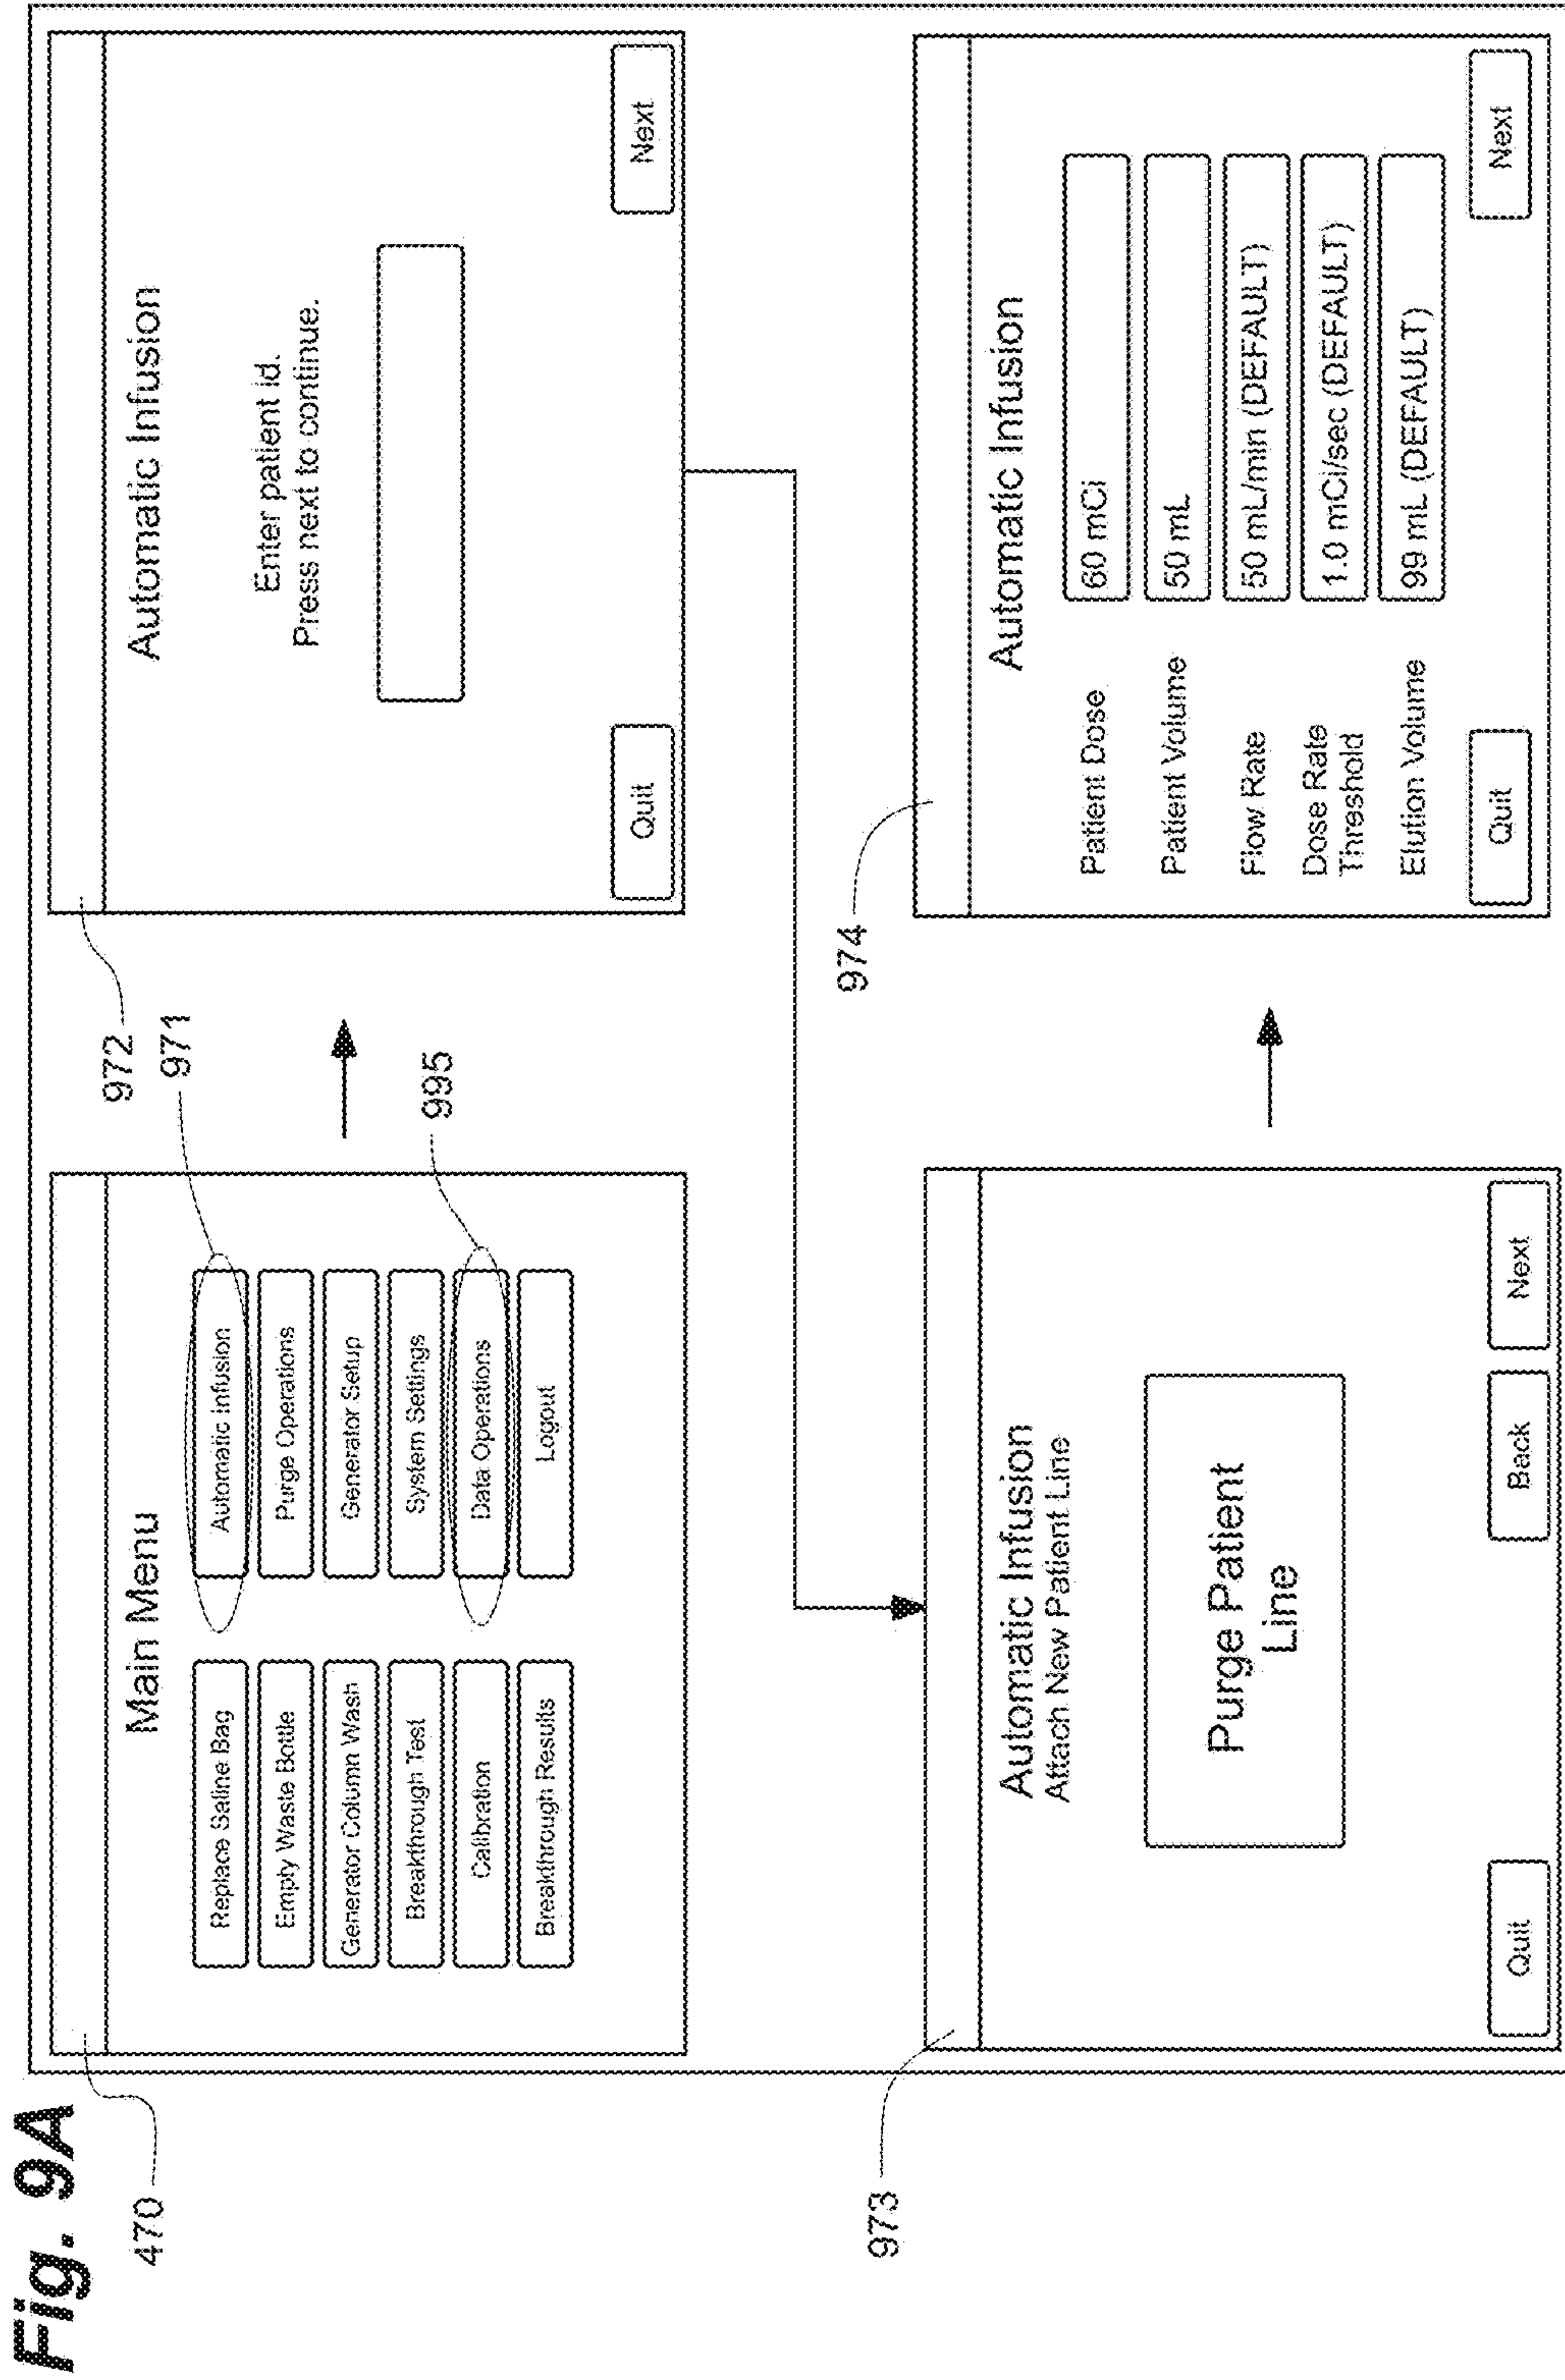 Fig. 9A
470
Main Menu
Replace Saline Bag
Automatic Infusion
Empty Waste Bottle
Purge Operations
Generator Column Wash
Generator Setup
Breakthrough Test
System Settings
Calibration
Data Operations
Breakthrough Results
Logout
972
971
995
Automatic Infusion
Enter patient id.
Press next to continue.
Quit
Next
973
Automatic Infusion
Attach New Patient Line
Purge Patient
Line
Quit
Back
Next
974
Automatic Infusion
Patient Dose
60 mCi
Patient Volume
50 mL
Flow Rate
50 mL/min (DEFAULT)
Dose Rate
Threshold
1.0 mCi/sec (DEFAULT)
Elution Volume
99 mL (DEFAULT)
Quit
Next